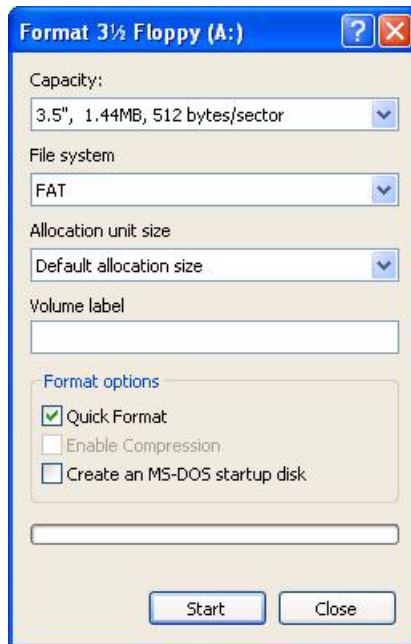 Format 3½ Floppy (A:)
Capacity:
3.5", 1.44MB, 512 bytes/sector
File system
FAT
Allocation unit size
Default allocation size
Volume label
Format options
Quick Format
Enable Compression
Create an MS-DOS startup disk
Start Close